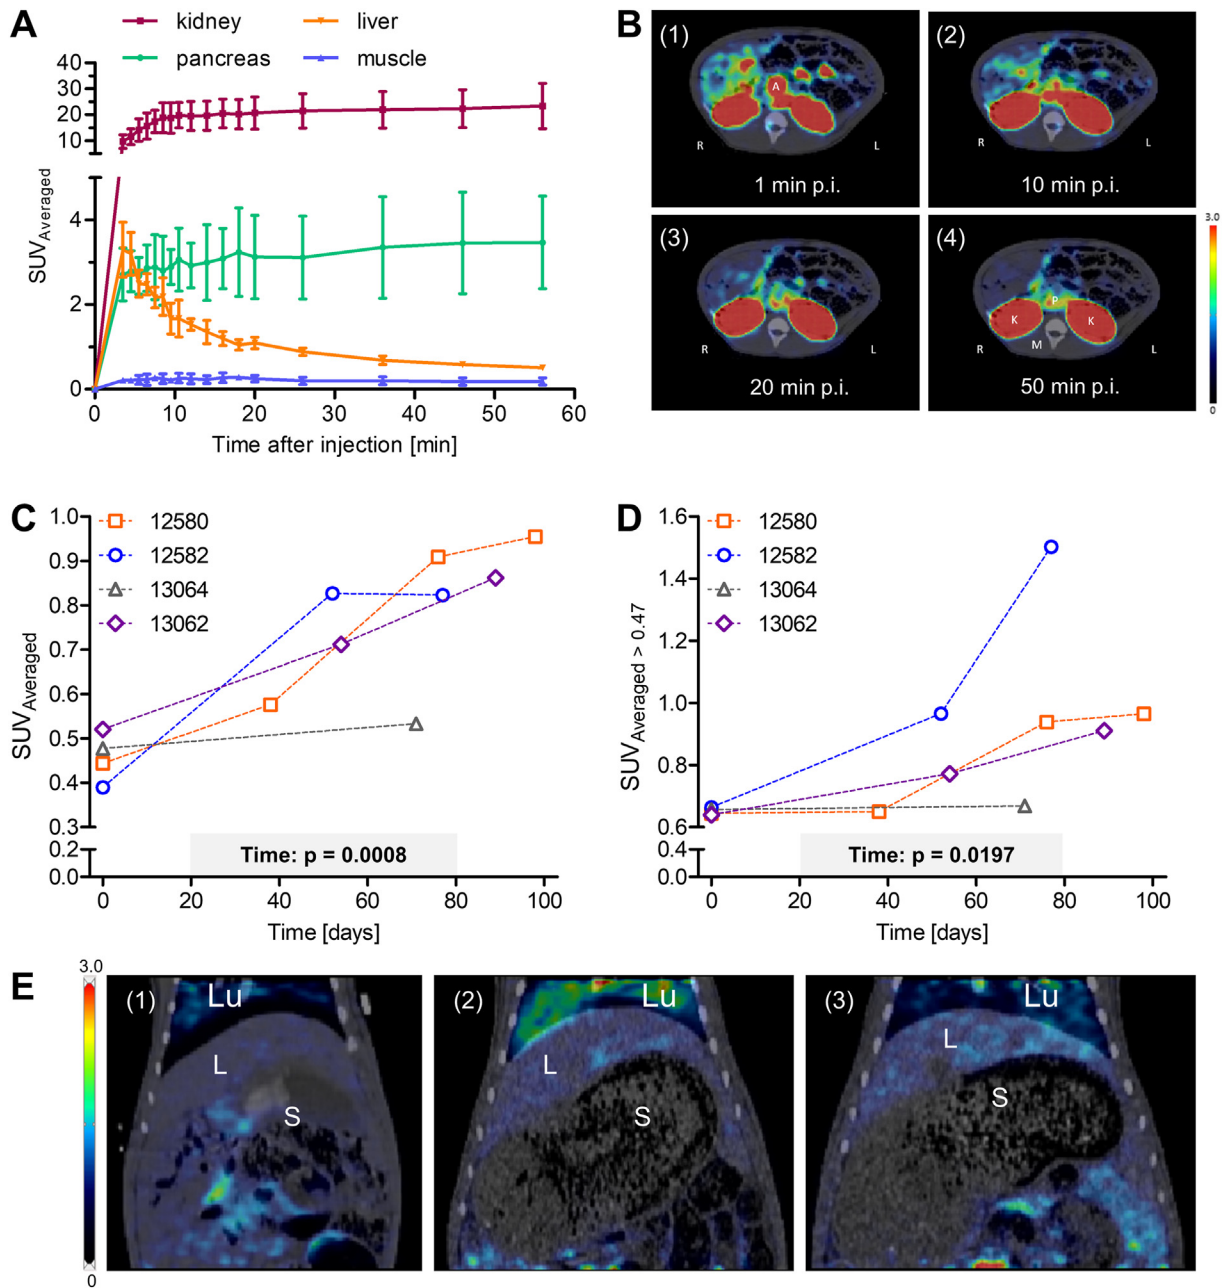 A
kidney
liver
pancreas
muscle
40
30
20
10
4
2
0
SUVAveraged
0 10 20 30 40 50 60
Time after injection [min]
B
(1)
A
R
L
1 min p.i.
(2)
R
L
10 min p.i.
(3)
R
L
20 min p.i.
(4)
P
K
K
M
R
L
50 min p.i.
3.0
0
C
12580
12582
13064
13062
1.0
0.9
0.8
0.7
0.6
0.5
0.4
0.3
0.2
0.0
SUVAveraged
Time: p = 0.0008
0 20 40 60 80 100
Time [days]
D
12580
12582
13064
13062
1.6
1.4
1.2
1.0
0.8
0.6
0.4
0.0
SUVAveraged > 0.47
Time: p = 0.0197
0 20 40 60 80 100
Time [days]
E
3.0
0
(1)
Lu
L
S
(2)
Lu
L
S
(3)
Lu
L
S